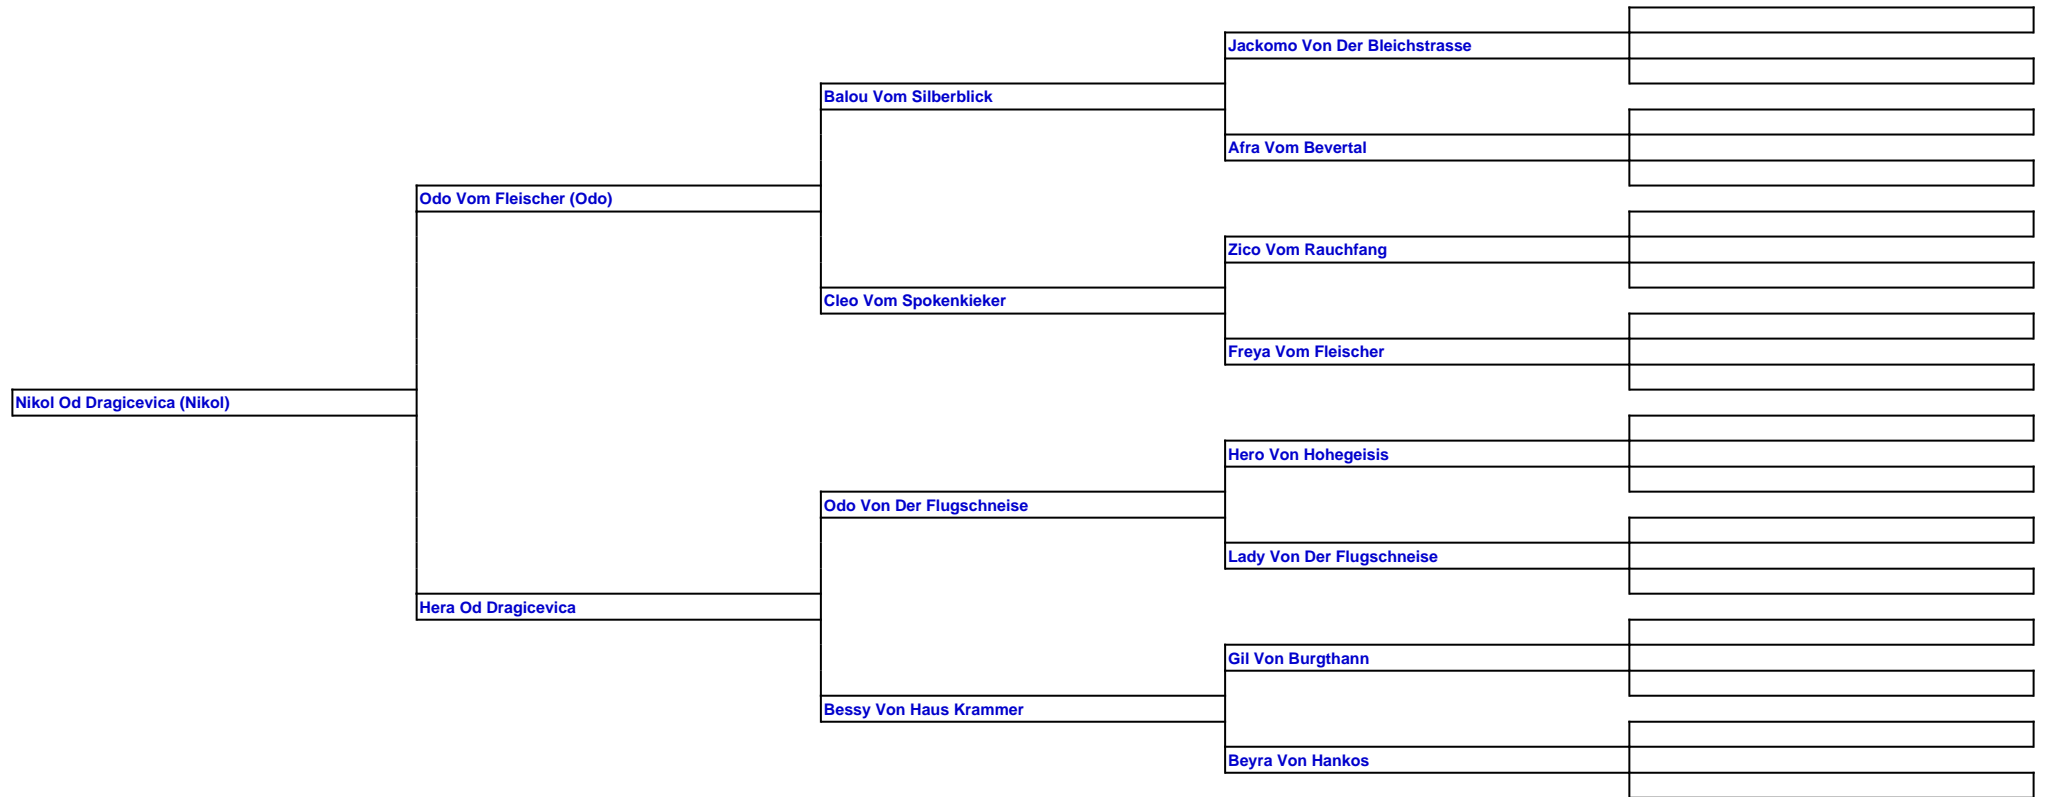 Jackomo Von Der Bleichstrasse
Balou Vom Silberblick
Afra Vom Bevertal
Odo Vom Fleischer (Odo)
Zico Vom Rauchfang
Cleo Vom Spokenkieker
Freya Vom Fleischer
Nikol Od Dragicevica (Nikol)
Hero Von Hohegeisis
Odo Von Der Flugschneise
Lady Von Der Flugschneise
Hera Od Dragicevica
Gil Von Burgthann
Bessy Von Haus Krammer
Beyra Von Hankos